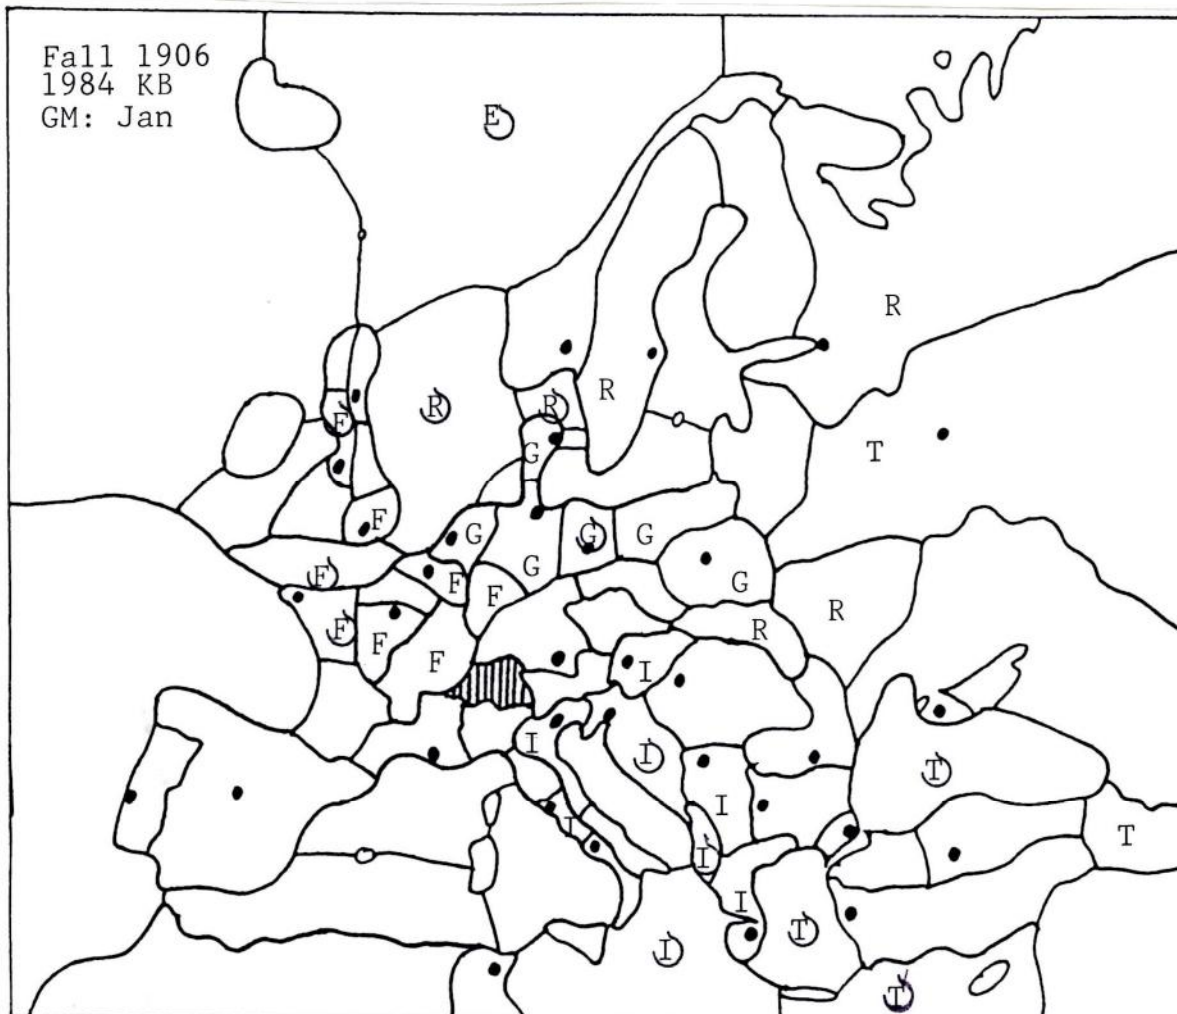 Fall 1906
1984 KB
GM: Jan
E
R
R R R
F
G T
F
G G G
F F F G G
R
F F R
F I
I I T
I I T
I
I T
I
T